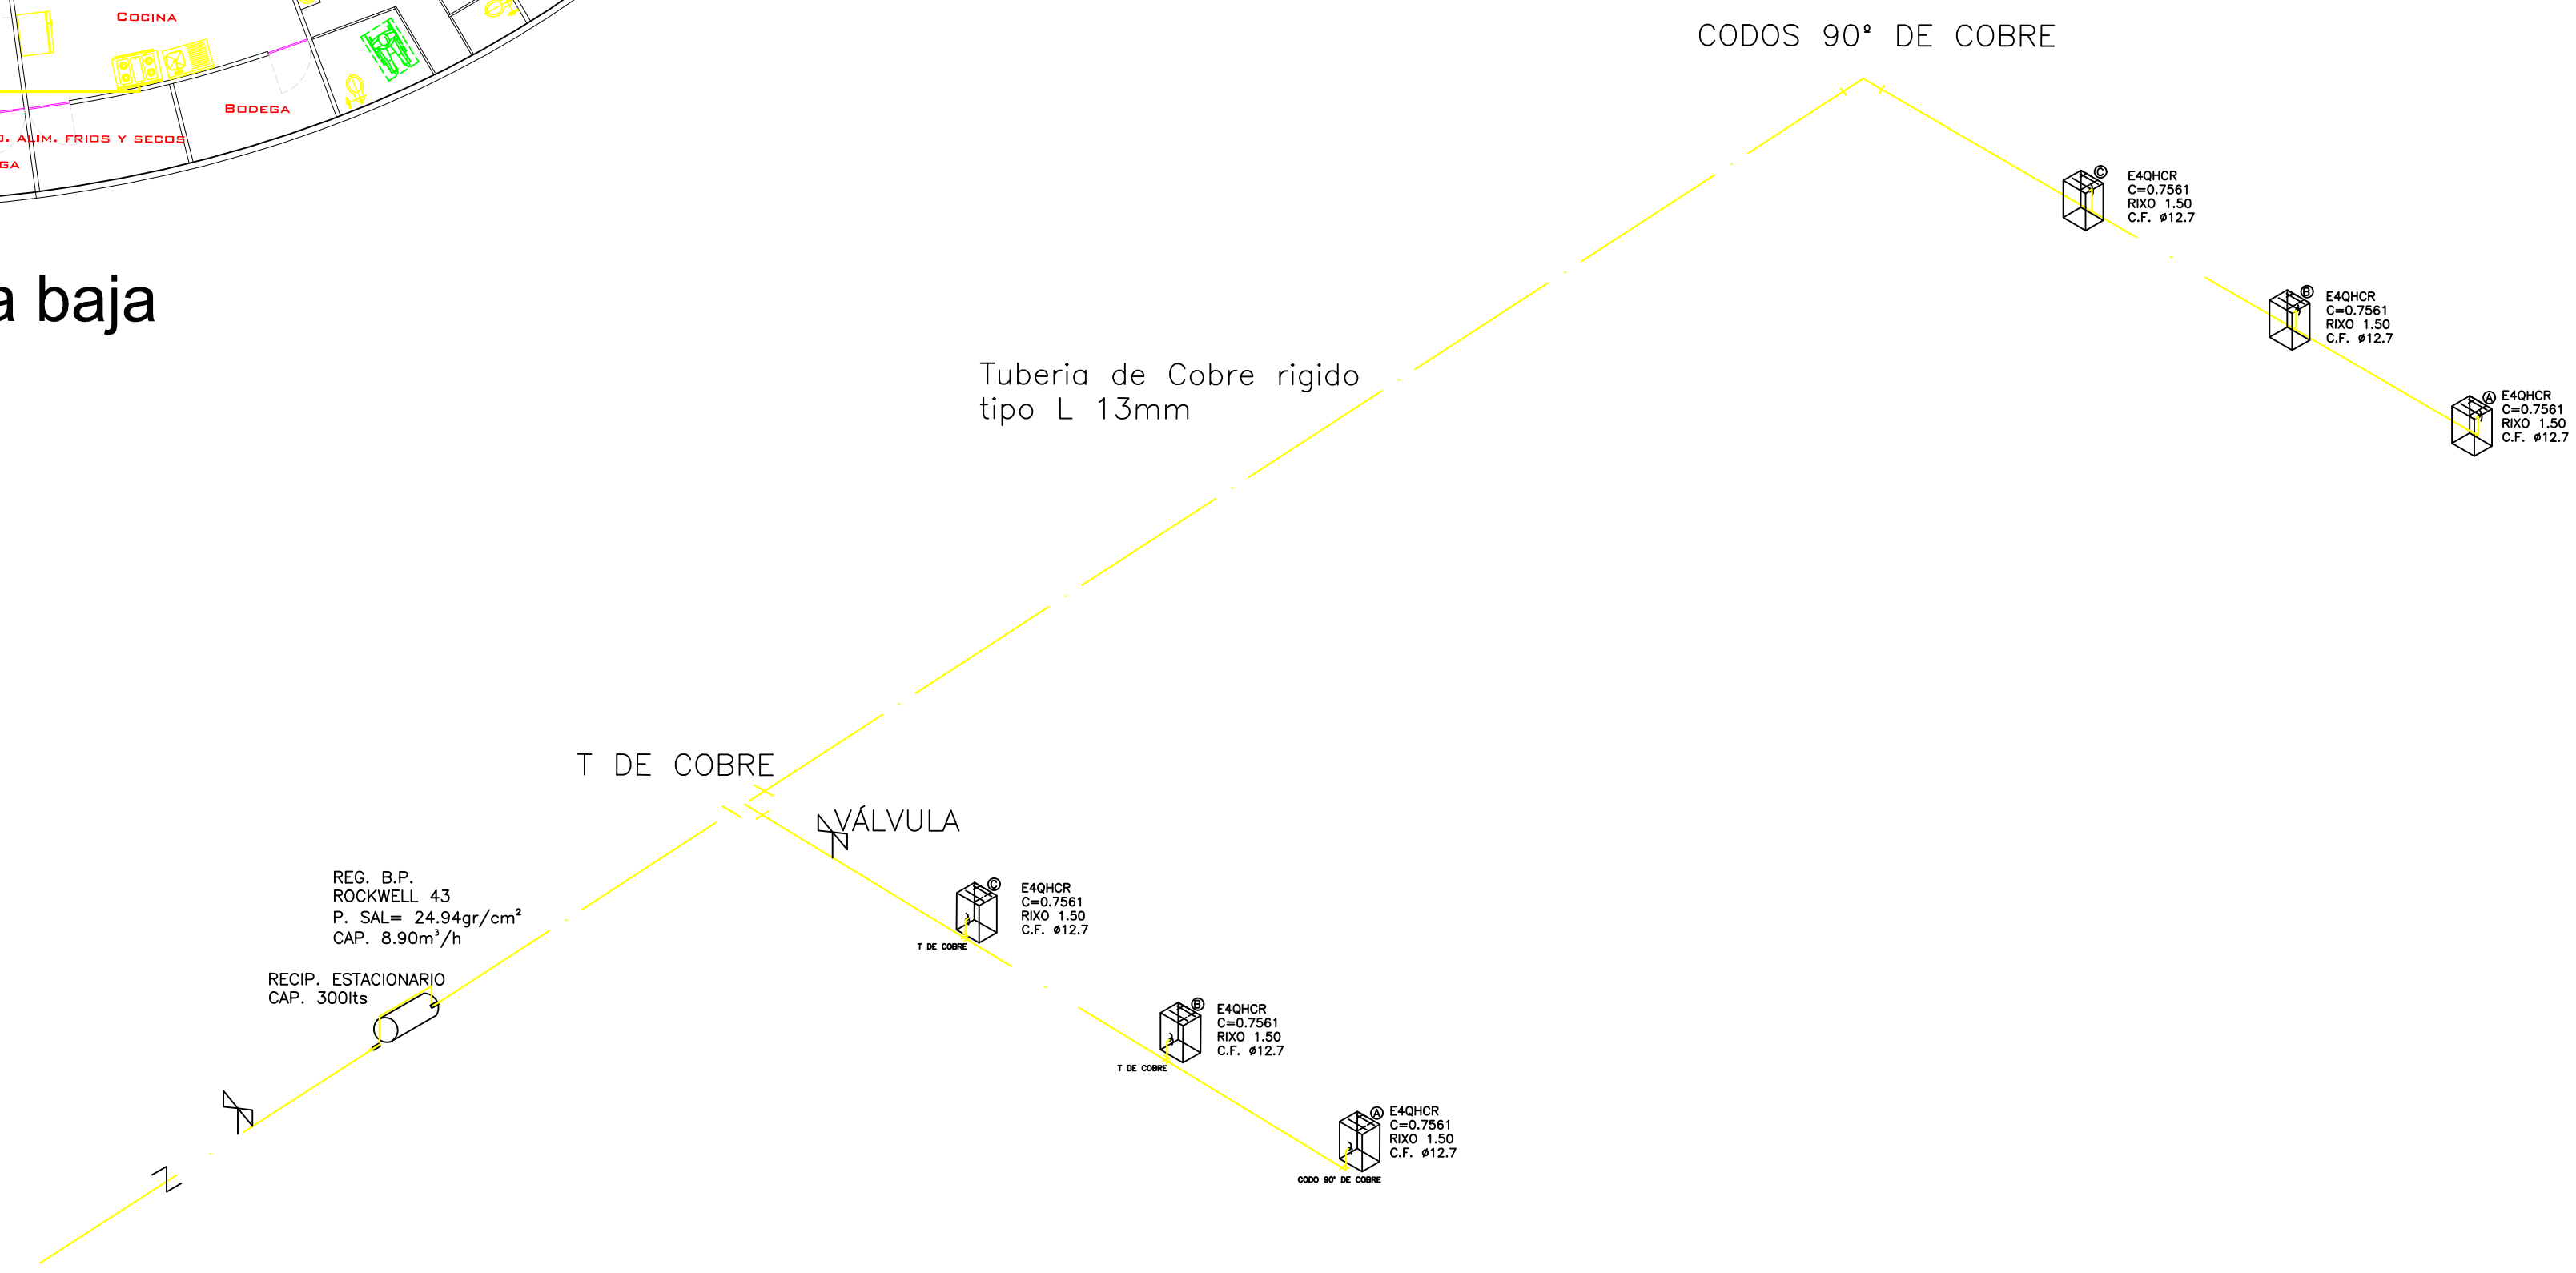 COCINA
BODEGA
ALIM. FRIOS Y SECOS
GA
a baja
CODOS 90º DE COBRE
E4QHCR
C=0.7561
RIXO 1.50
C.F. ø12.7
C
E4QHCR
C=0.7561
RIXO 1.50
C.F. ø12.7
B
E4QHCR
C=0.7561
RIXO 1.50
C.F. ø12.7
A
Tuberia de Cobre rigido
tipo L 13mm
T DE COBRE
VÁLVULA
REG. B.P.
ROCKWELL 43
P. SAL= 24.94gr/cm²
CAP. 8.90m³/h
RECIP. ESTACIONARIO
CAP. 300lts
C
E4QHCR
C=0.7561
RIXO 1.50
C.F. ø12.7
T DE COBRE
B
E4QHCR
C=0.7561
RIXO 1.50
C.F. ø12.7
T DE COBRE
A
E4QHCR
C=0.7561
RIXO 1.50
C.F. ø12.7
CODO 90° DE COBRE